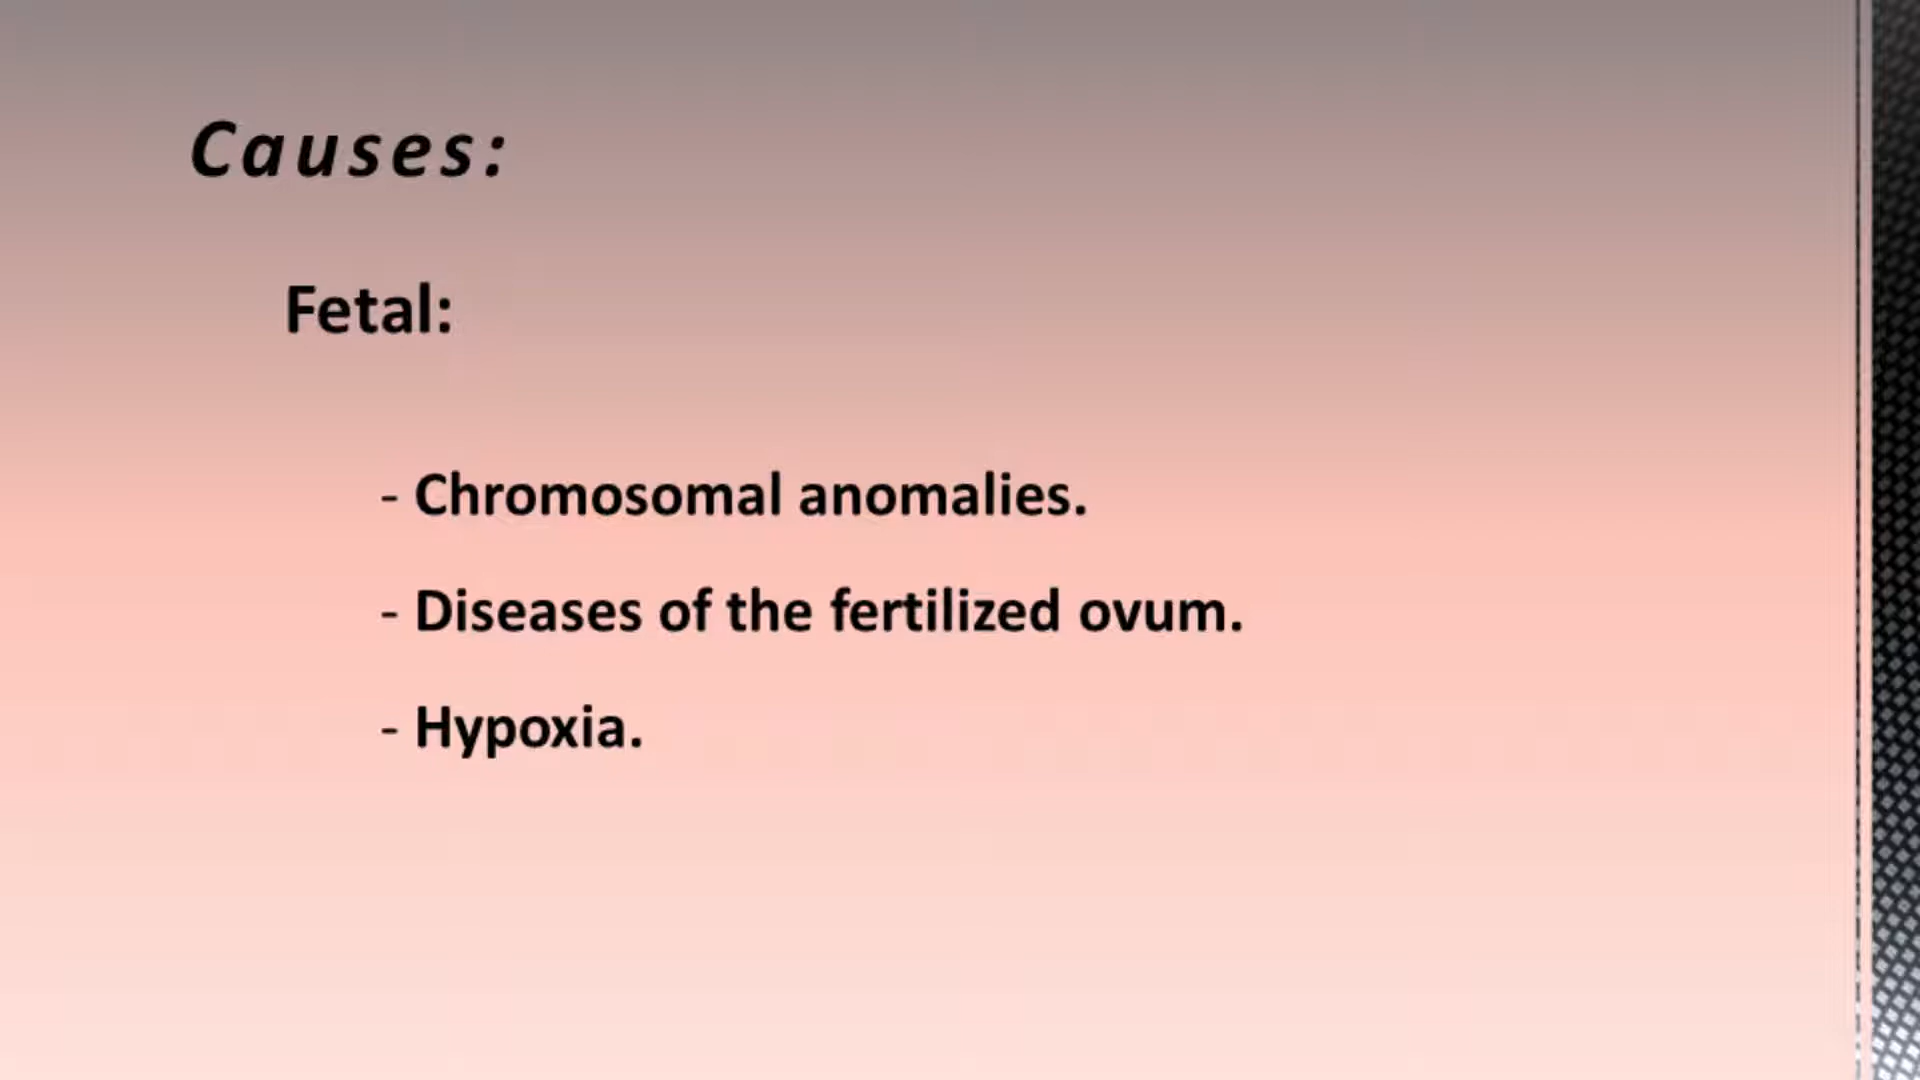 Causes:
Fetal:
- Chromosomal anomalies.
- Diseases of the fertilized ovum.
- Hypoxia.